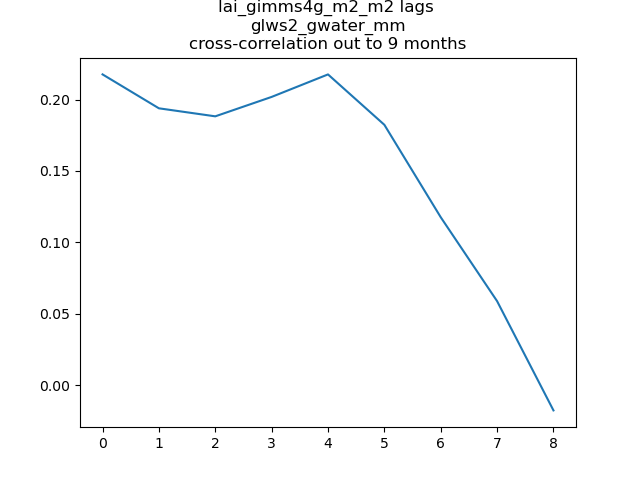 lai_gimms4g_m2_m2 lags
glws2_gwater_mm
cross-correlation out to 9 months
0.20
0.15
0.10
0.05
0.00
0 1 2 3 4 5 6 7 8